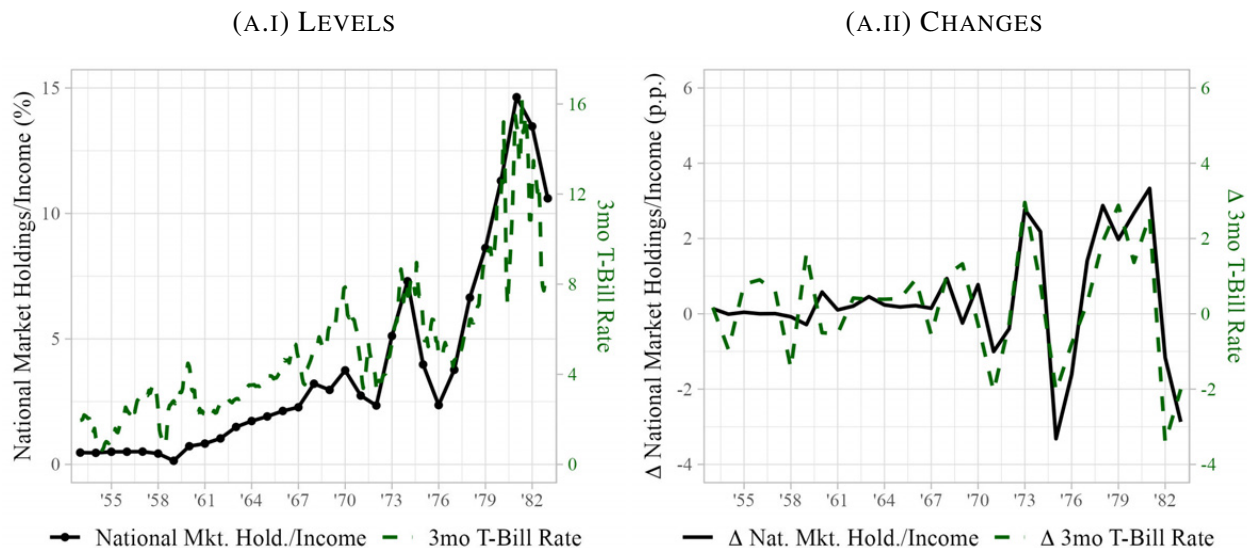 (A.I) LEVELS
National Market Holdings/Income (%)
15
10
5
0
16
12
8
4
0
3mo T-Bill Rate
'55 '58 '61 '64 '67 '70 '73 '76 '79 '82
National Mkt. Hold./Income 3mo T-Bill Rate
(A.II) CHANGES
Δ National Market Holdings/Income (p.p.)
6
4
2
0
-2
-4
6
4
2
0
-2
-4
Δ 3mo T-Bill Rate
'55 '58 '61 '64 '67 '70 '73 '76 '79 '82
Δ Nat. Mkt. Hold./Income Δ 3mo T-Bill Rate